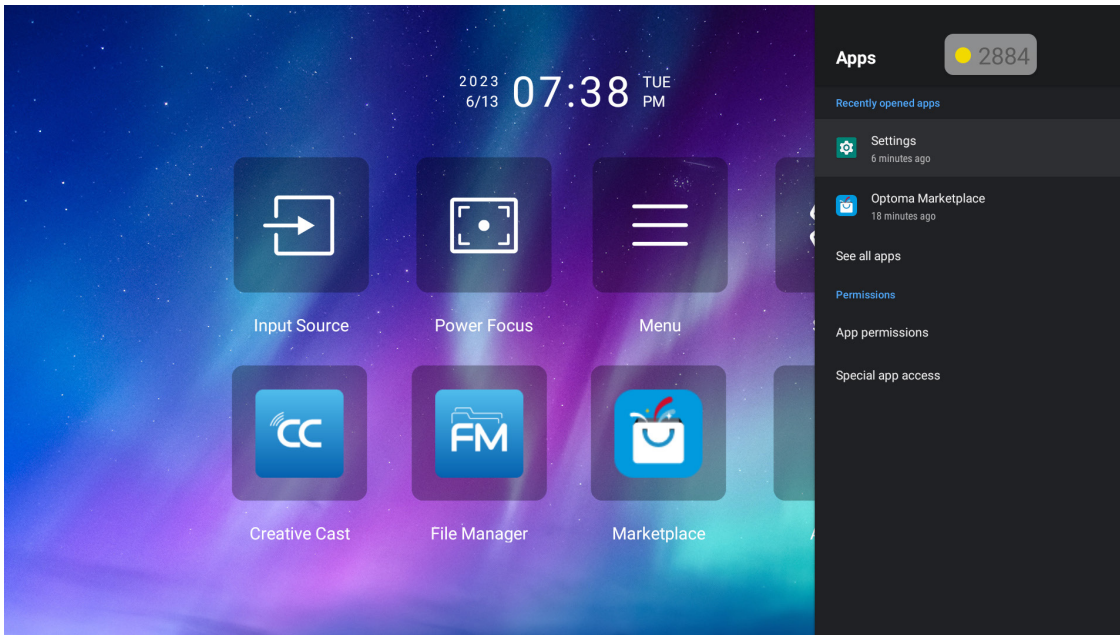 2023
6/13
07:38
TUE
PM
Input Source
Power Focus
Menu
CC
FM
Creative Cast
File Manager
Marketplace
Apps
2884
Recently opened apps
Settings
6 minutes ago
Optoma Marketplace
18 minutes ago
See all apps
Permissions
App permissions
Special app access